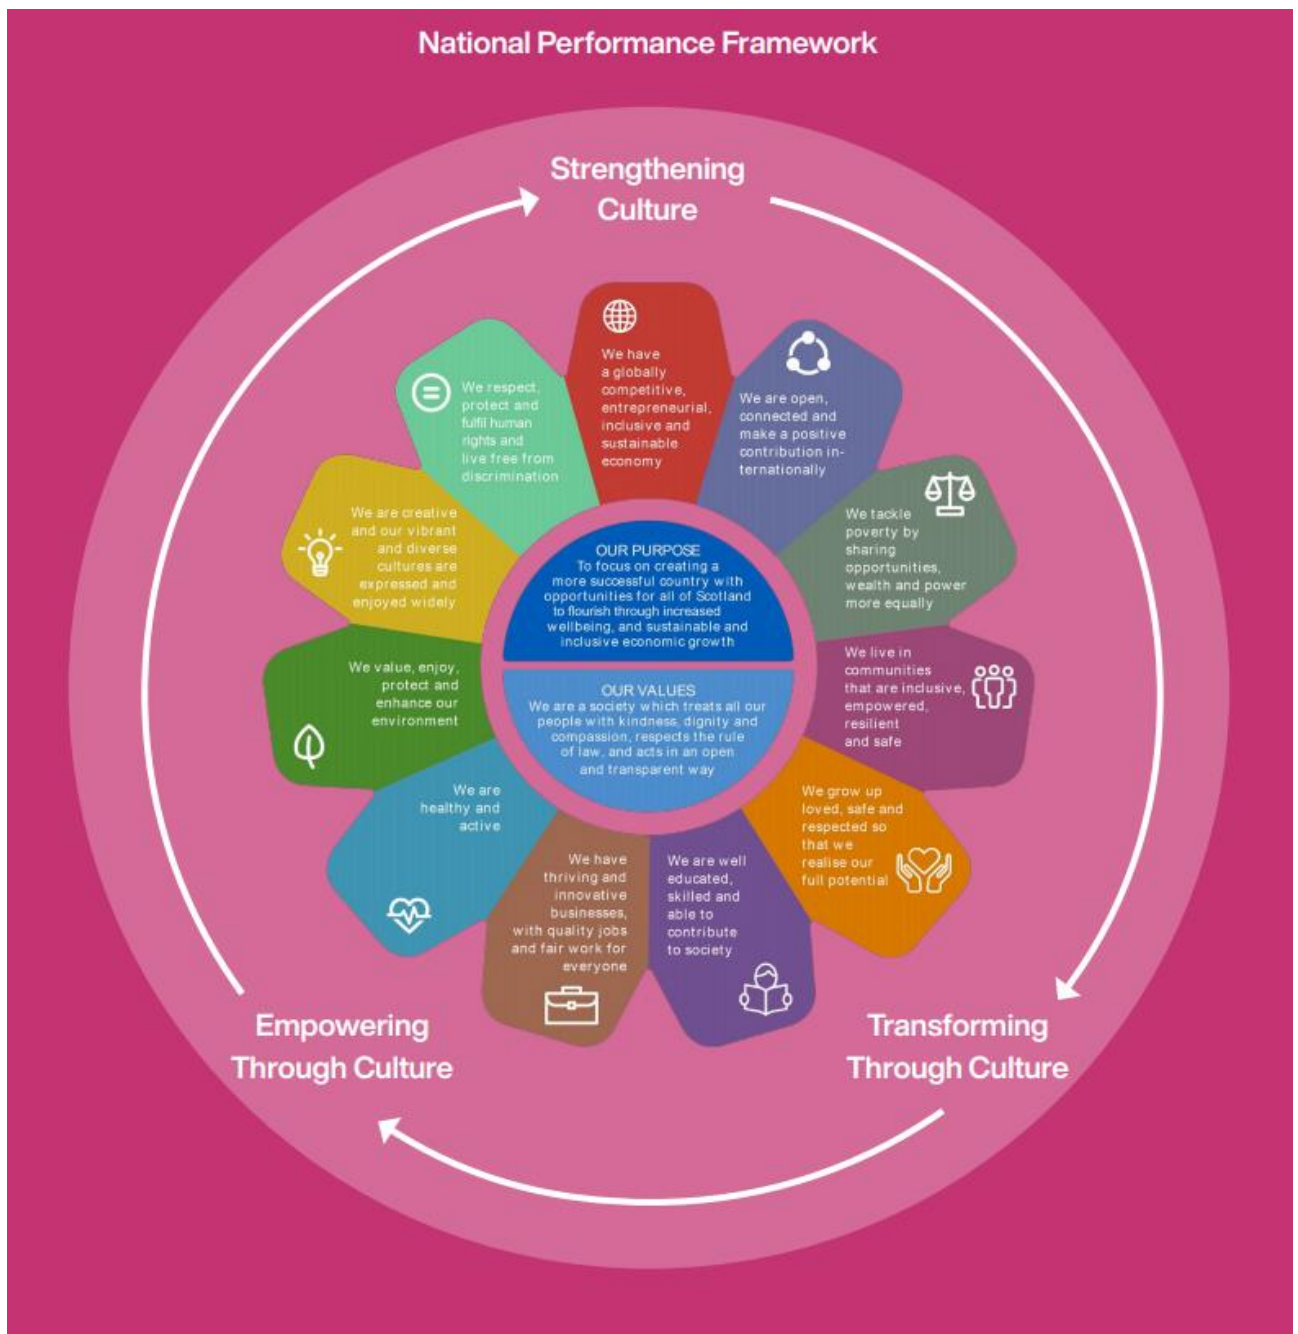 National Performance Framework
Strengthening
Culture
We have
a globally
competitive,
entrepreneurial,
inclusive and
sustainable
economy
We are open,
connected and
make a positive
contribution in-
ternationally
We tackle
poverty by
sharing
opportunities,
wealth and power
more equally
We live in
communities
that are inclusive,
empowered,
resilient
and safe
We grow up
loved, safe and
respected so
that we
realise our
full potential
We are well
educated,
skilled and
able to
contribute
to society
We have
thriving and
innovative
businesses,
with quality jobs
and fair work for
everyone
We are
healthy and
active
We value, enjoy,
protect and
enhance our
environment
We are creative
and our vibrant
and diverse
cultures are
expressed and
enjoyed widely
We respect,
protect and
fulfil human
rights and
live free from
discrimination
OUR PURPOSE
To focus on creating a
more successful country with
opportunities for all of Scotland
to flourish through increased
wellbeing, and sustainable and
inclusive economic growth
OUR VALUES
We are a society which treats all our
people with kindness, dignity and
compassion, respects the rule
of law, and acts in an open
and transparent way
Transforming
Through Culture
Empowering
Through Culture